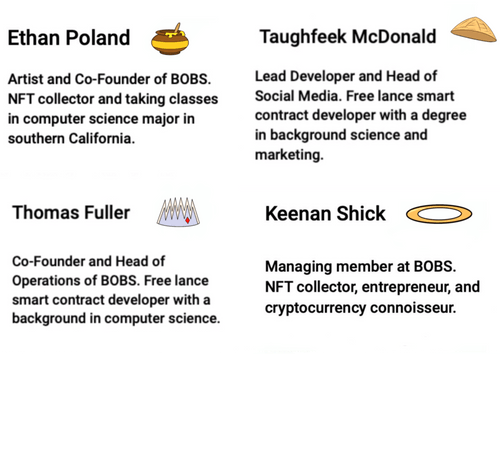 Ethan Poland
Artist and Co-Founder of BOBS.
NFT collector and taking classes
in computer science major in
southern California.
Taughfeek McDonald
Lead Developer and Head of
Social Media. Free lance smart
contract developer with a degree
in background science and
marketing.
Thomas Fuller
Co-Founder and Head of
Operations of BOBS. Free lance
smart contract developer with a
background in computer science.
Keenan Shick
Managing member at BOBS.
NFT collector, entrepreneur, and
cryptocurrency connoisseur.